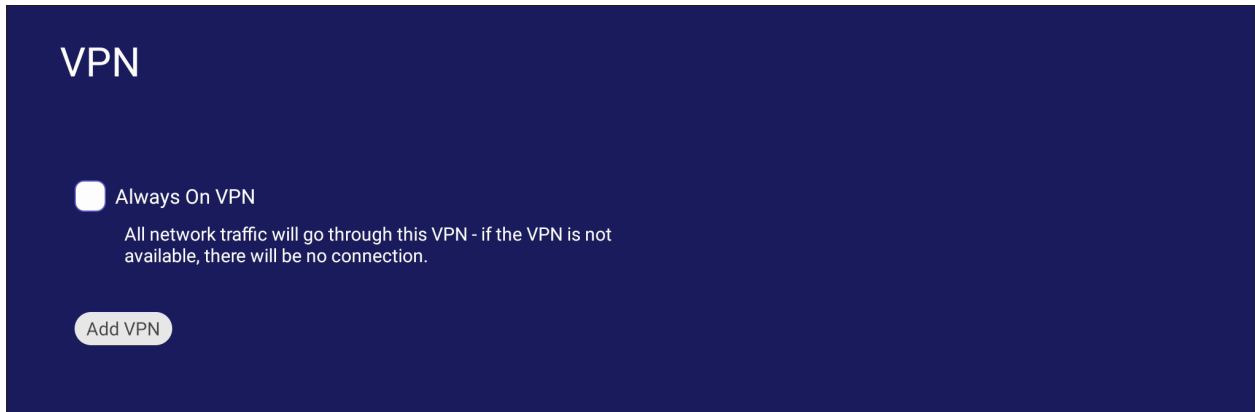 VPN
Always On VPN
All network traffic will go through this VPN - if the VPN is not
available, there will be no connection.
Add VPN